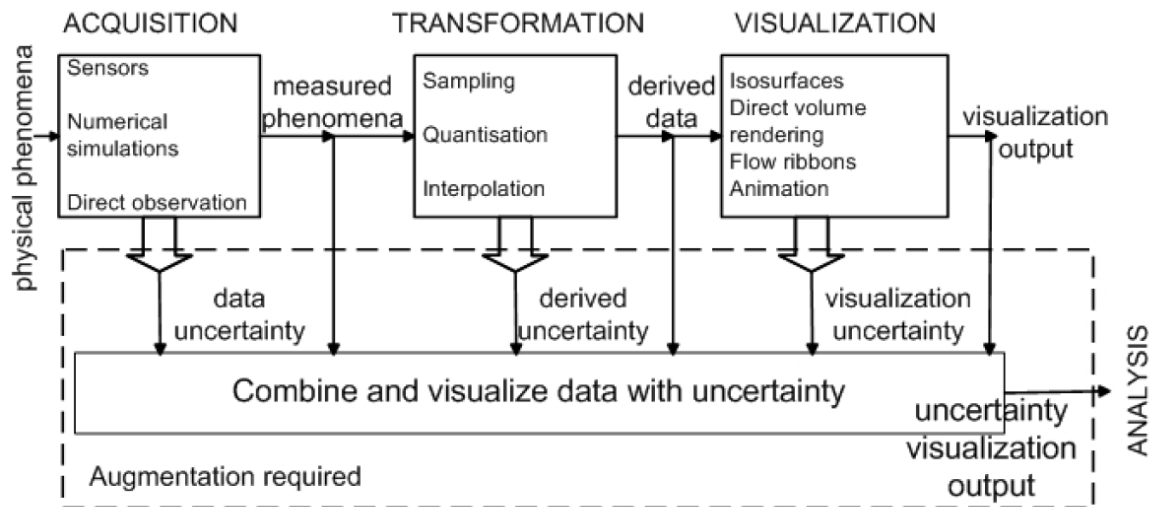 ACQUISITION
TRANSFORMATION
VISUALIZATION
physical phenomena
Sensors
Numerical
simulations
Direct observation
measured
phenomena
Sampling
Quantisation
Interpolation
derived
data
Isosurfaces
Direct volume
rendering
Flow ribbons
Animation
visualization
output
data
uncertainty
derived
uncertainty
visualization
uncertainty
Combine and visualize data with uncertainty
uncertainty
visualization
output
ANALYSIS
Augmentation required